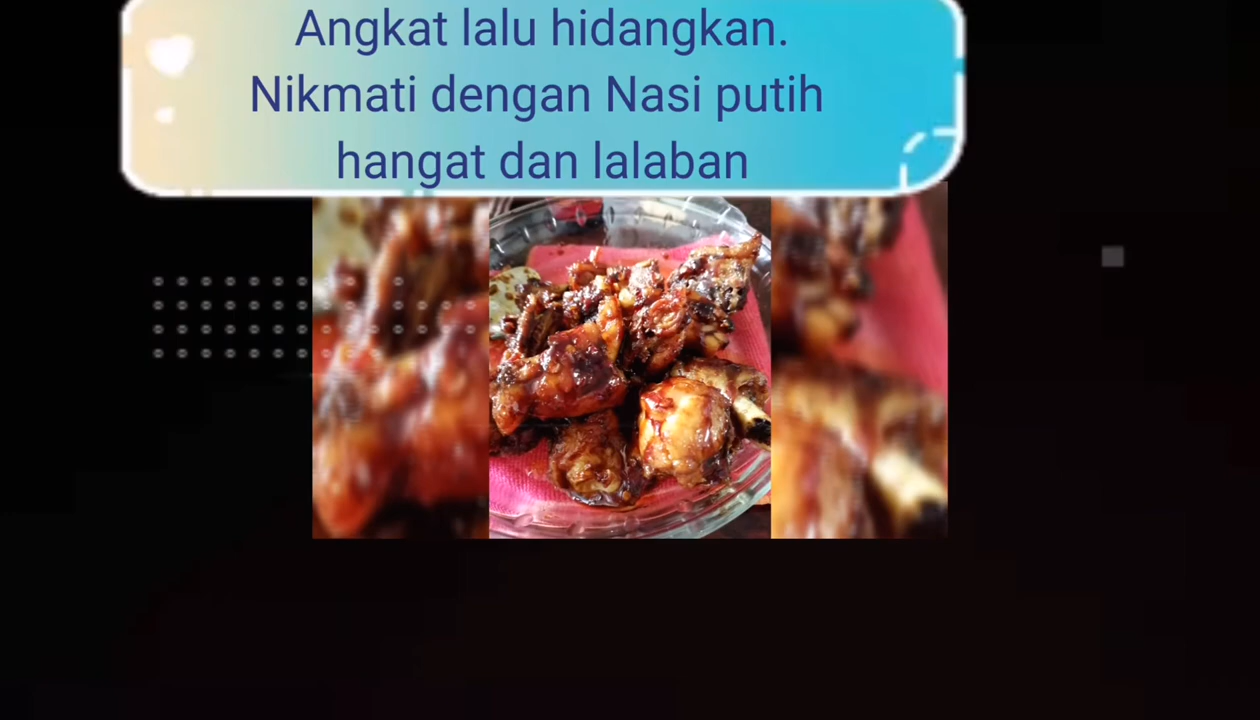 Angkat lalu hidangkan.
Nikmati dengan Nasi putih
hangat dan lalaban